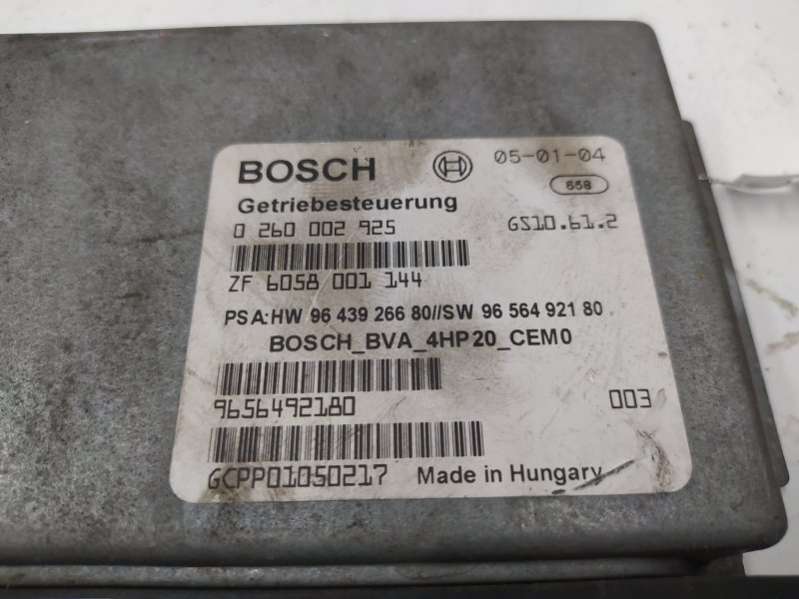 BOSCH 05-01-04
658
Getriebesteuerung
0 260 002 925 GS10.61.2
ZF 6058 001 144
PSA:HW 96 439 266 80//SW 96 564 921 80
BOSCH_BVA_4HP20_CEM0
9656492180 003
GCPP01050217 Made in Hungary